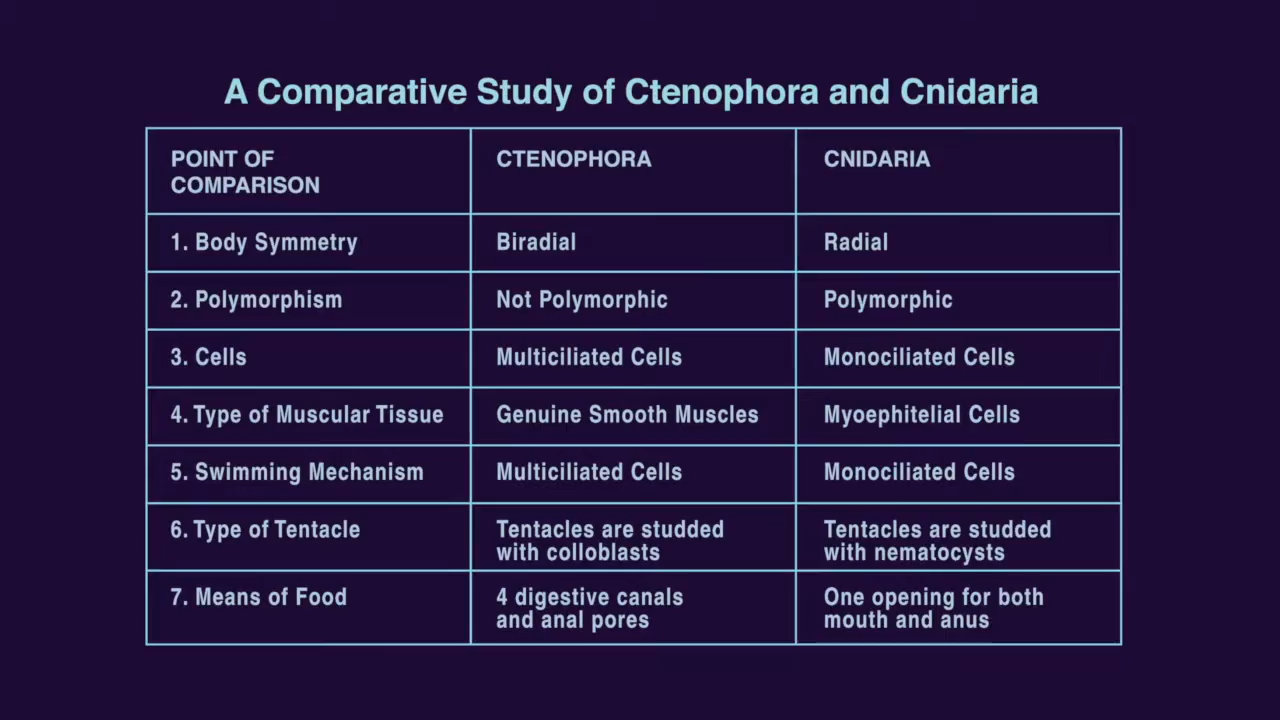 A Comparative Study of Ctenophora and Cnidaria
POINT OF
COMPARISON
CTENOPHORA
CNIDARIA
1. Body Symmetry
Biradial
Radial
2. Polymorphism
Not Polymorphic
Polymorphic
3. Cells
Multiciliated Cells
Monociliated Cells
4. Type of Muscular Tissue
Genuine Smooth Muscles
Myoephitelial Cells
5. Swimming Mechanism
Multiciliated Cells
Monociliated Cells
6. Type of Tentacle
Tentacles are studded
with colloblasts
Tentacles are studded
with nematocysts
7. Means of Food
4 digestive canals
and anal pores
One opening for both
mouth and anus